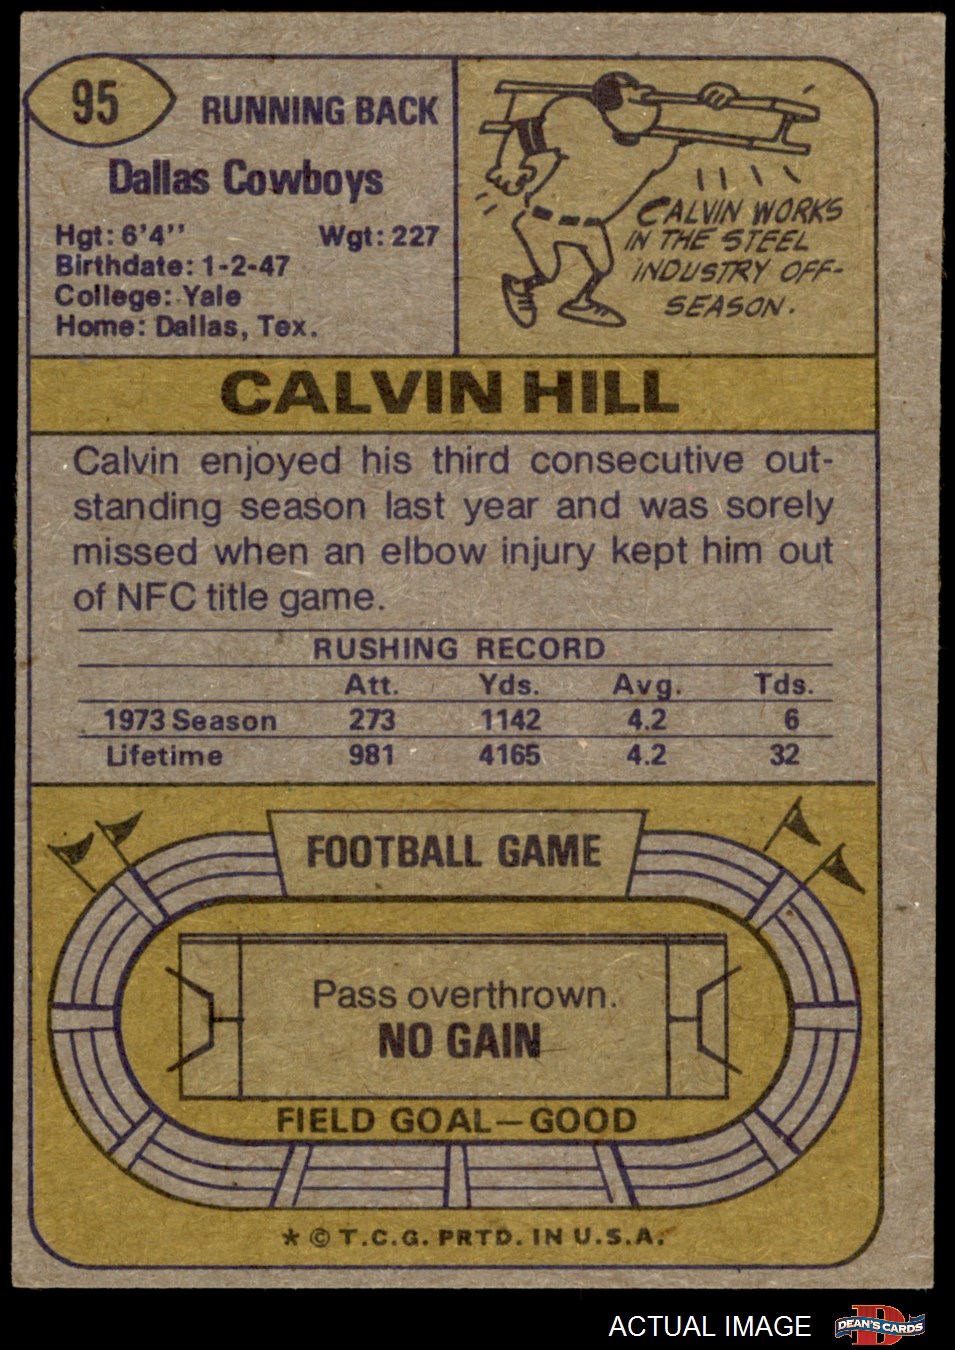 95
RUNNING BACK
Dallas Cowboys
Hgt: 6'4'' Wgt: 227
Birthdate: 1-2-47
College: Yale
Home: Dallas, Tex.
CALVIN WORKS
IN THE STEEL
INDUSTRY OFF-
SEASON.
CALVIN HILL
Calvin enjoyed his third consecutive out-
standing season last year and was sorely
missed when an elbow injury kept him out
of NFC title game.
RUSHING RECORD
Att. Yds. Avg. Tds.
1973 Season 273 1142 4.2 6
Lifetime 981 4165 4.2 32
FOOTBALL GAME
Pass overthrown.
NO GAIN
FIELD GOAL—GOOD
* © T.C.G. PRTD. IN U.S.A.
ACTUAL IMAGE
D
DEAN'S CARDS